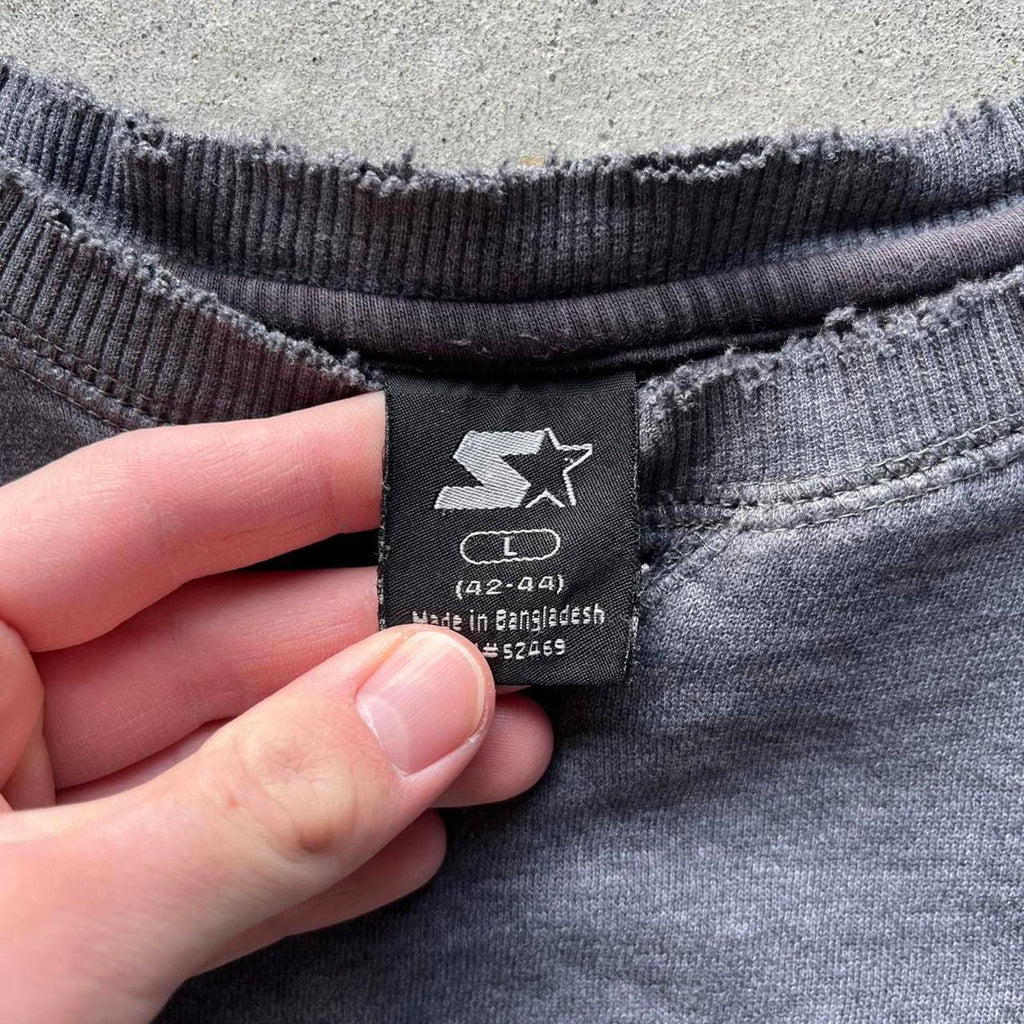 S
L
(42-44)
Made in Bangladesh
#52469